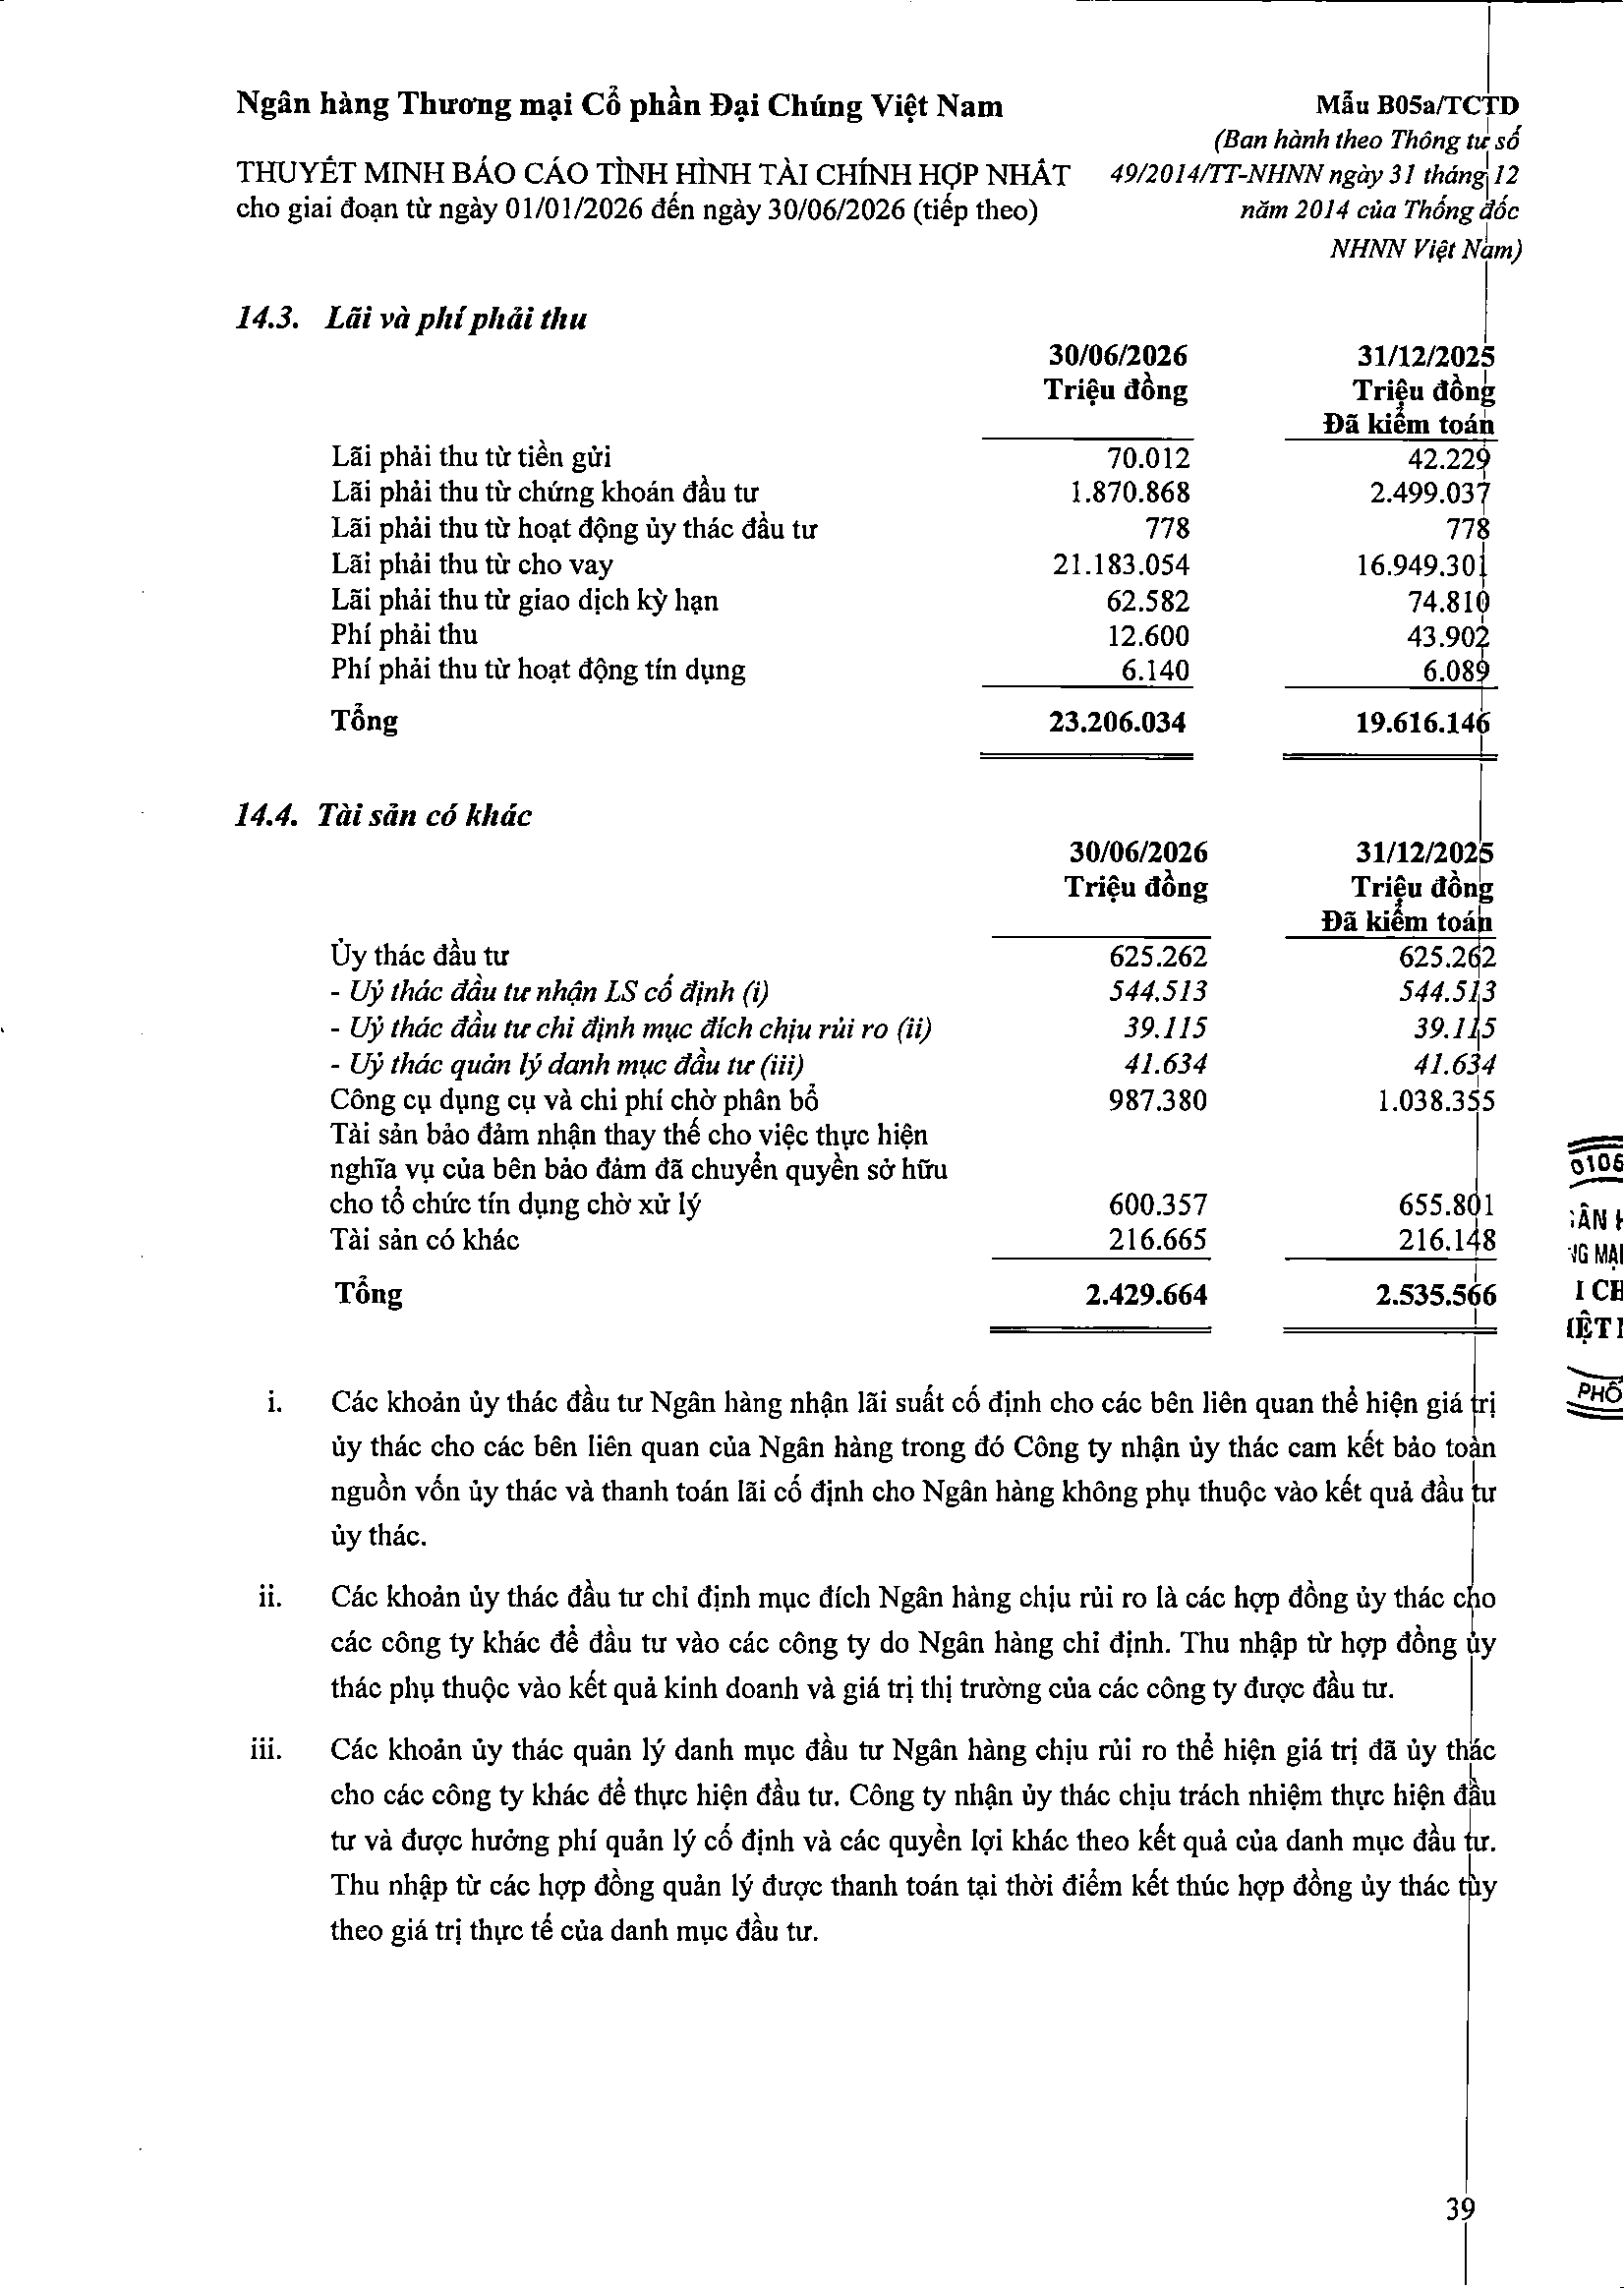 Ngân hàng Thương mại Cổ phần Đại Chúng Việt Nam
Mẫu B05a/TCTD
(Ban hành theo Thông tư số
THUYẾT MINH BÁO CÁO TÌNH HÌNH TÀI CHÍNH HỢP NHẤT
49/2014/TT-NHNN ngày 31 tháng 12
cho giai đoạn từ ngày 01/01/2026 đến ngày 30/06/2026 (tiếp theo)
năm 2014 của Thống đốc
NHNN Việt Nam)
14.3. Lãi và phí phải thu
30/06/2026 31/12/2025
Triệu đồng Triệu đồng
Đã kiểm toán
Lãi phải thu từ tiền gửi 70.012 42.229
Lãi phải thu từ chứng khoán đầu tư 1.870.868 2.499.037
Lãi phải thu từ hoạt động ủy thác đầu tư 778 778
Lãi phải thu từ cho vay 21.183.054 16.949.301
Lãi phải thu từ giao dịch kỳ hạn 62.582 74.810
Phí phải thu 12.600 43.902
Phí phải thu từ hoạt động tín dụng 6.140 6.089
Tổng 23.206.034 19.616.146
14.4. Tài sản có khác
30/06/2026 31/12/2025
Triệu đồng Triệu đồng
Đã kiểm toán
Ủy thác đầu tư 625.262 625.262
- Uỷ thác đầu tư nhận LS cố định (i) 544.513 544.513
- Uỷ thác đầu tư chỉ định mục đích chịu rủi ro (ii) 39.115 39.115
- Uỷ thác quản lý danh mục đầu tư (iii) 41.634 41.634
Công cụ dụng cụ và chi phí chờ phân bổ 987.380 1.038.355
Tài sản bảo đảm nhận thay thế cho việc thực hiện
nghĩa vụ của bên bảo đảm đã chuyển quyền sở hữu
cho tổ chức tín dụng chờ xử lý 600.357 655.801
Tài sản có khác 216.665 216.148
Tổng 2.429.664 2.535.566
i. Các khoản ủy thác đầu tư Ngân hàng nhận lãi suất cố định cho các bên liên quan thể hiện giá trị
ủy thác cho các bên liên quan của Ngân hàng trong đó Công ty nhận ủy thác cam kết bảo toàn
nguồn vốn ủy thác và thanh toán lãi cố định cho Ngân hàng không phụ thuộc vào kết quả đầu tư
ủy thác.
ii. Các khoản ủy thác đầu tư chỉ định mục đích Ngân hàng chịu rủi ro là các hợp đồng ủy thác cho
các công ty khác để đầu tư vào các công ty do Ngân hàng chỉ định. Thu nhập từ hợp đồng ủy
thác phụ thuộc vào kết quả kinh doanh và giá trị thị trường của các công ty được đầu tư.
iii. Các khoản ủy thác quản lý danh mục đầu tư Ngân hàng chịu rủi ro thể hiện giá trị đã ủy thác
cho các công ty khác để thực hiện đầu tư. Công ty nhận ủy thác chịu trách nhiệm thực hiện đầu
tư và được hưởng phí quản lý cố định và các quyền lợi khác theo kết quả của danh mục đầu tư.
Thu nhập từ các hợp đồng quản lý được thanh toán tại thời điểm kết thúc hợp đồng ủy thác tùy
theo giá trị thực tế của danh mục đầu tư.
39